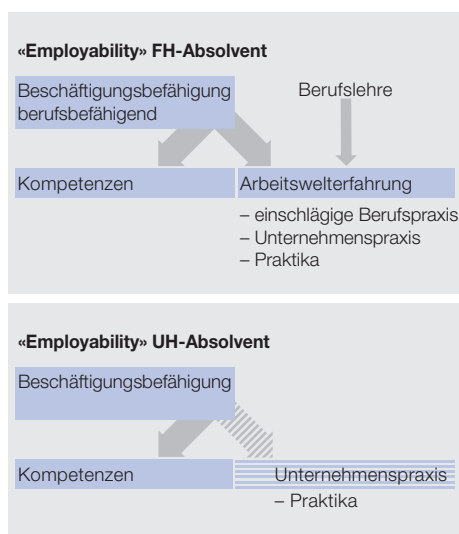 «Employability» FH-Absolvent
Beschäftigungsbefähigung
berufsbefähigend
Berufslehre
Kompetenzen
Arbeitswelterfahrung
– einschlägige Berufspraxis
– Unternehmenspraxis
– Praktika
«Employability» UH-Absolvent
Beschäftigungsbefähigung
Kompetenzen
Unternehmenspraxis
– Praktika